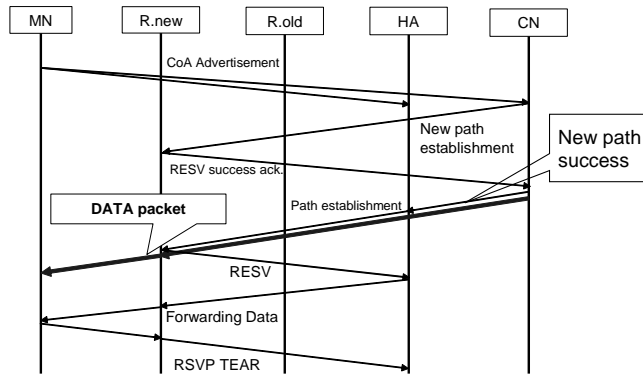 MN
R.new
R.old
HA
CN
CoA Advertisement
New path
establishment
New path
success
RESV success ack.
DATA packet
Path establishment
RESV
Forwarding Data
RSVP TEAR